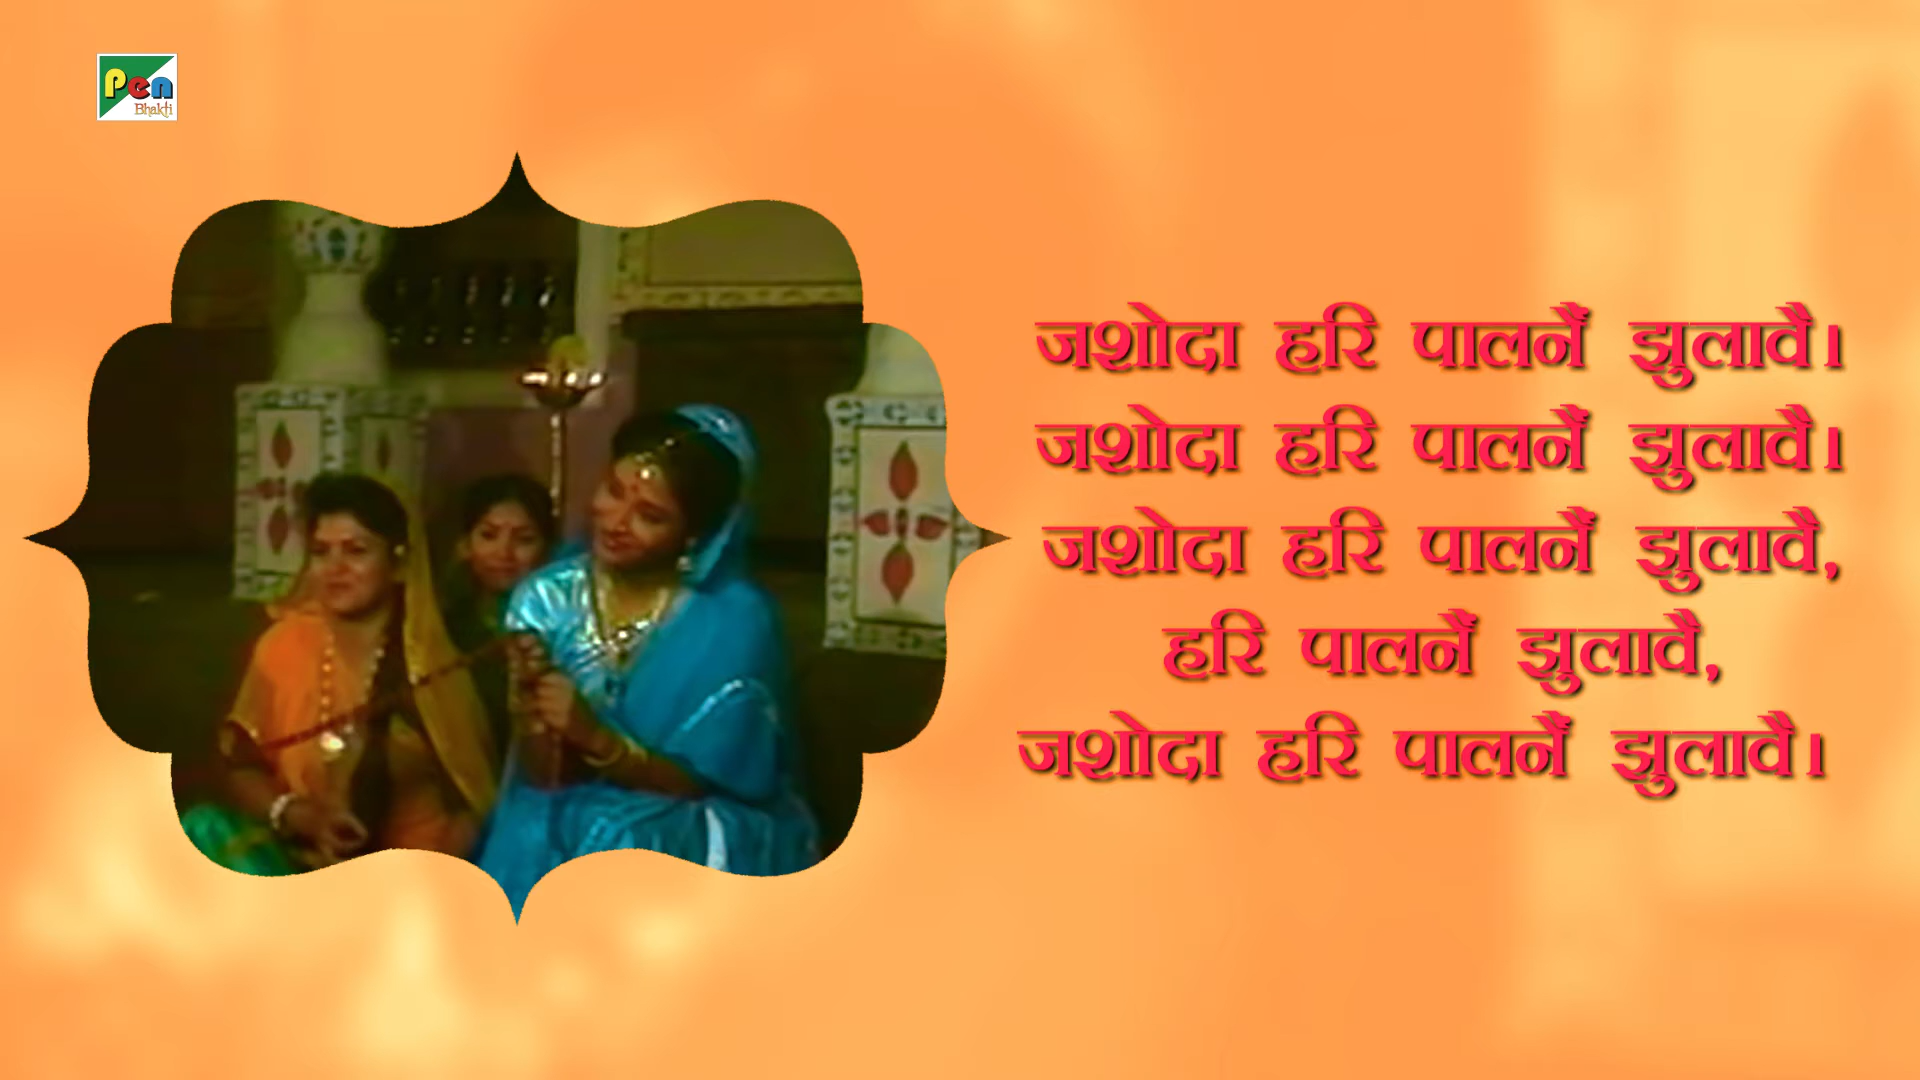 Pen
Bhakti
जशोदा हरि पालनैं झुलावै।
जशोदा हरि पालनैं झुलावै।
जशोदा हरि पालनैं झुलावै,
हरि पालनैं झुलावै,
जशोदा हरि पालनैं झुलावै।